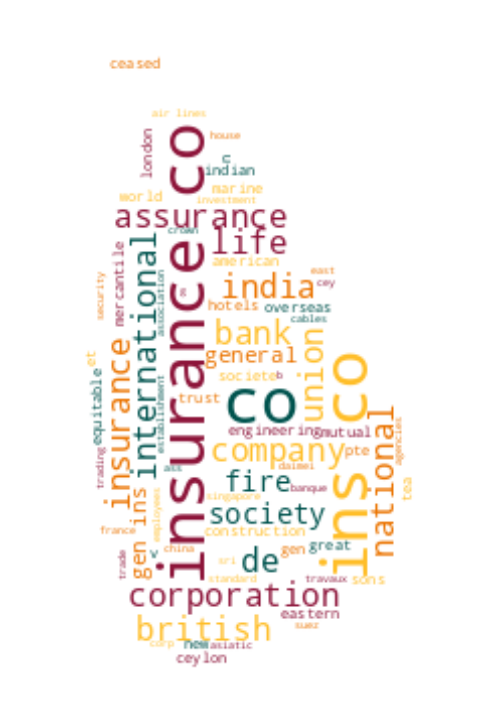 ceased
air lines
london
co
house
c
indian
marine
world
investment
assurance
crown
life
mercantile
international
association
american
east
security
india
cey
g
hotels
overseas
cables
bank
union
general
et
insurance
insurance
societe
b
equitable
trust
co
ins co
establishment
engineering
mutual
national
agencies
company
pte
trading
ass
daimei
fire
banque
tea
singapore
gen ins
employees
society
france
construction
v
china
gen
great
trade
sri
de
standard
travaux
sons
corporation
eastern
british
suez
corp
new
asiatic
ceylon